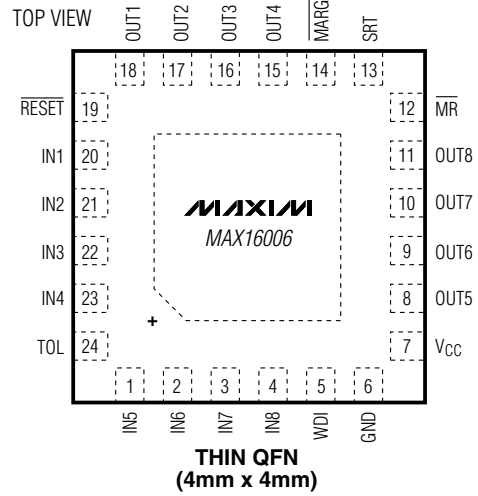 TOP VIEW
OUT1 OUT2 OUT3 OUT4 MARG SRT
18 17 16 15 14 13
RESET 19 12 MR
IN1 20 11 OUT8
IN2 21 10 OUT7
IN3 22 9 OUT6
IN4 23 8 OUT5
TOL 24 7 VCC
MAXIM
MAX16006
+
1 2 3 4 5 6
IN5 IN6 IN7 IN8 WDI GND
THIN QFN
(4mm x 4mm)